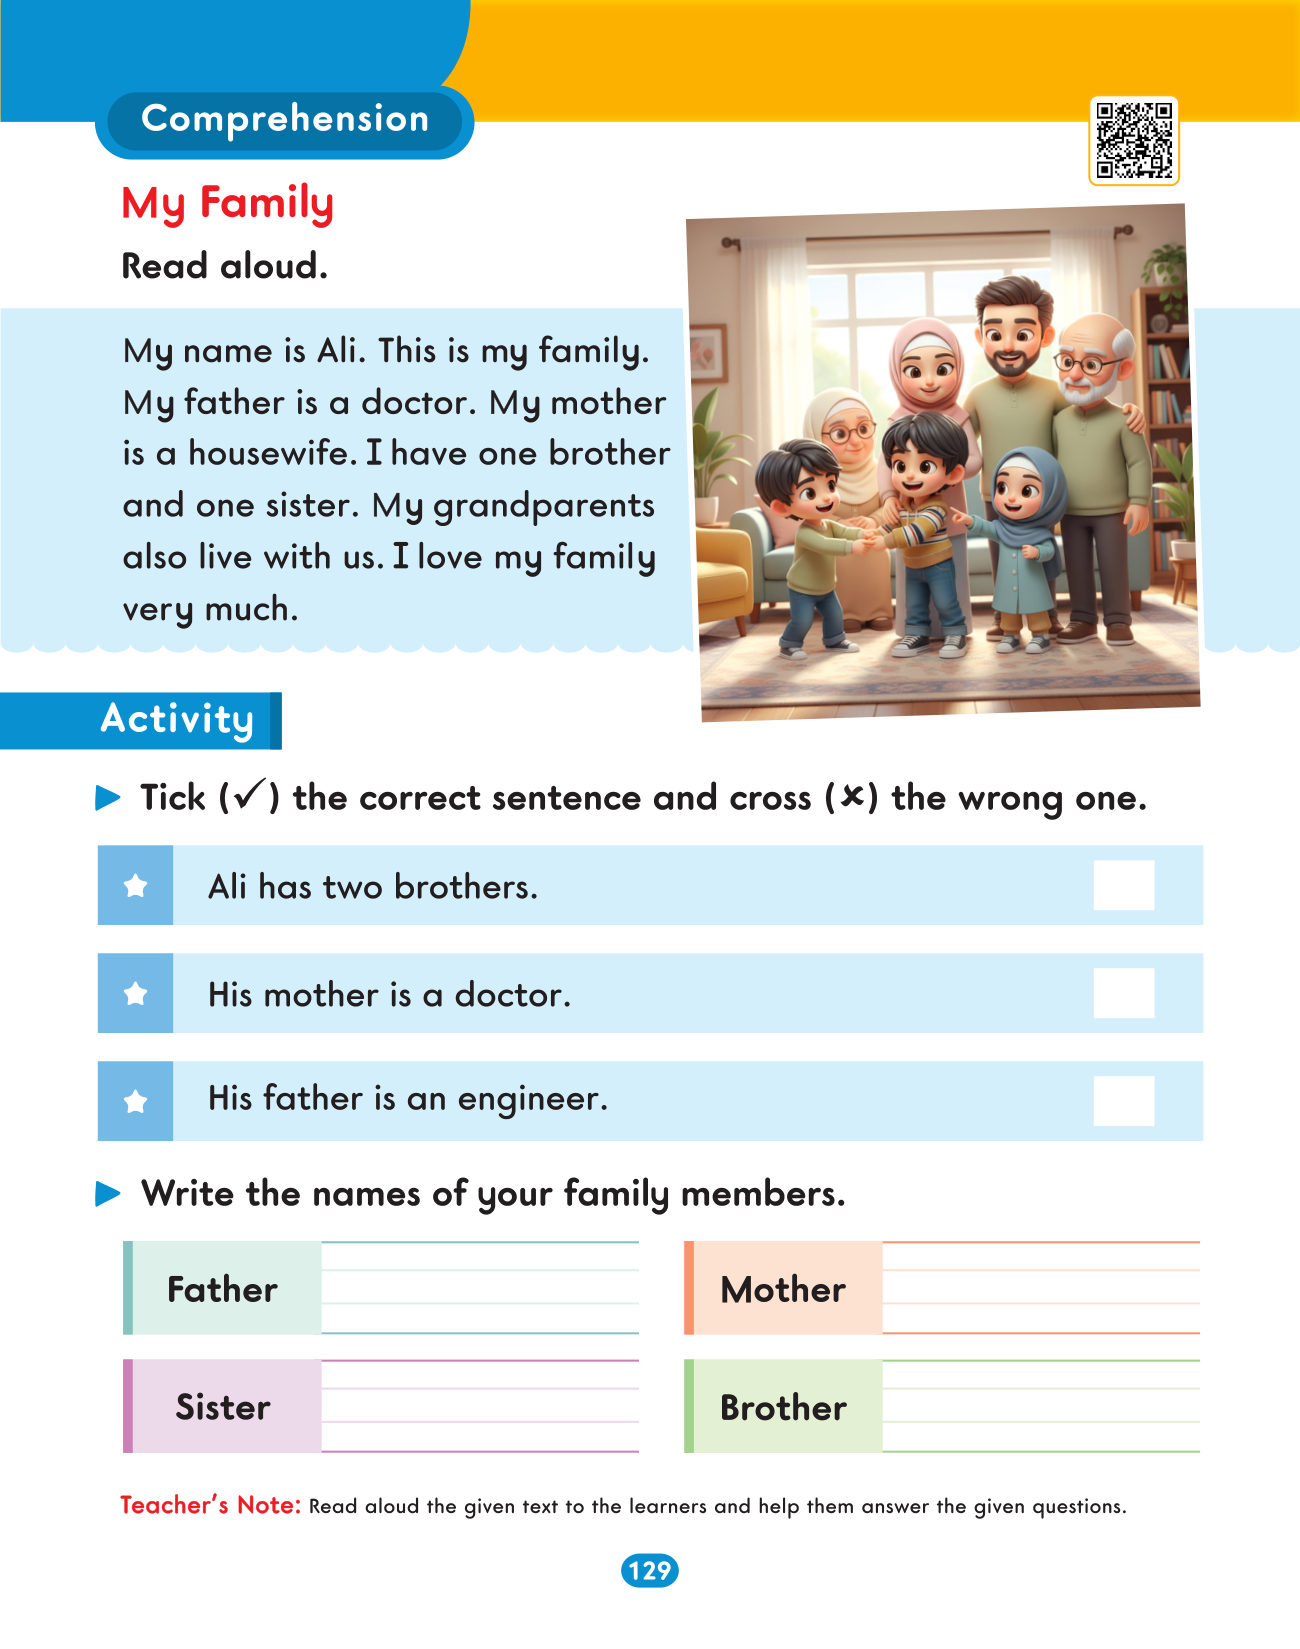 Comprehension
My Family
Read aloud.
My name is Ali. This is my family.
My father is a doctor. My mother
is a housewife. I have one brother
and one sister. My grandparents
also live with us. I love my family
very much.
Activity
Tick (✓) the correct sentence and cross (✘) the wrong one.
Ali has two brothers.
His mother is a doctor.
His father is an engineer.
Write the names of your family members.
Father
Mother
Sister
Brother
Teacher's Note: Read aloud the given text to the learners and help them answer the given questions.
129